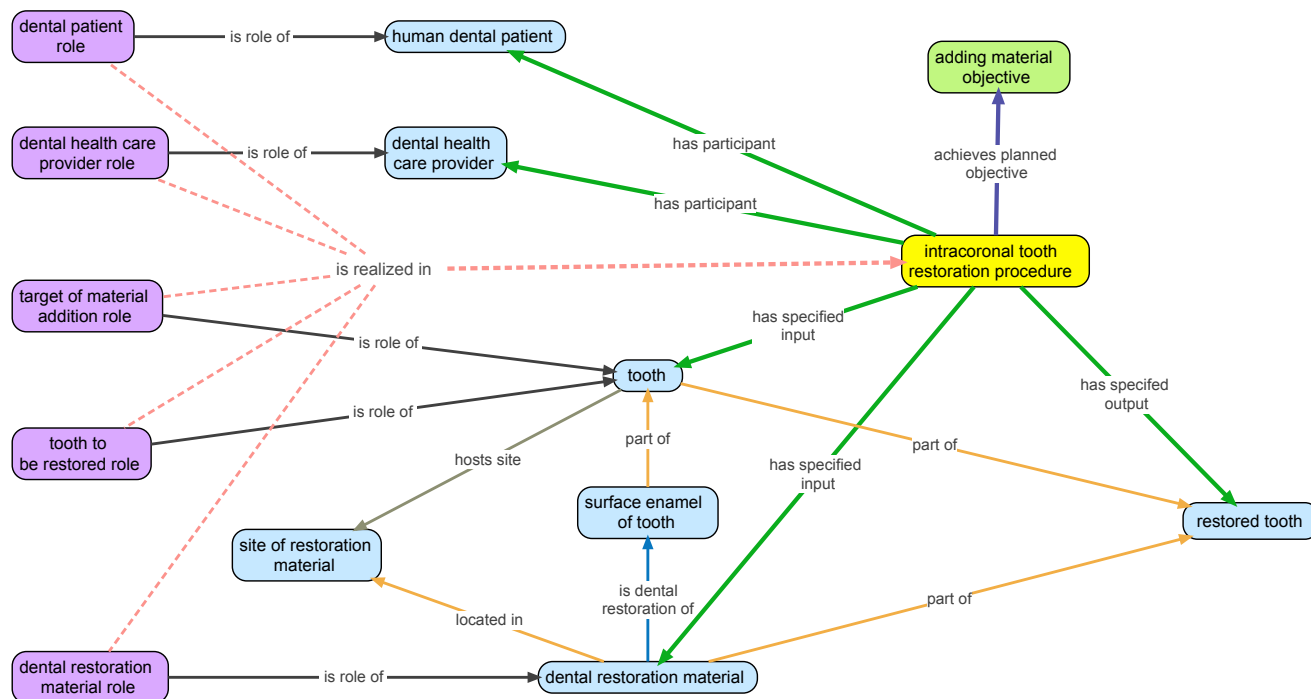 dental patient
role
is role of
human dental patient
adding material
objective
dental health care
provider role
is role of
dental health
care provider
has participant
achieves planned
objective
has participant
intracoronal tooth
restoration procedure
is realized in
target of material
addition role
is role of
has specified
input
tooth
has specifed
output
is role of
tooth to
be restored role
hosts site
part of
has specified
input
part of
surface enamel
of tooth
restored tooth
site of restoration
material
is dental
restoration of
part of
located in
dental restoration
material role
is role of
dental restoration material